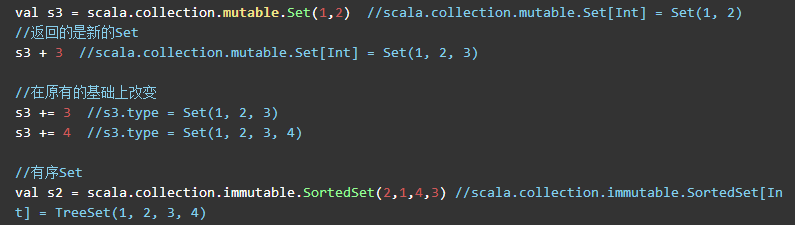 val s3 = scala.collection.mutable.Set(1,2)  //scala.collection.mutable.Set[Int] = Set(1, 2)
//返回的是新的Set
s3 + 3  //scala.collection.mutable.Set[Int] = Set(1, 2, 3)
//在原有的基础上改变
s3 += 3  //s3.type = Set(1, 2, 3)
s3 += 4  //s3.type = Set(1, 2, 3, 4)
//有序Set
val s2 = scala.collection.immutable.SortedSet(2,1,4,3) //scala.collection.immutable.SortedSet[In
t] = TreeSet(1, 2, 3, 4)